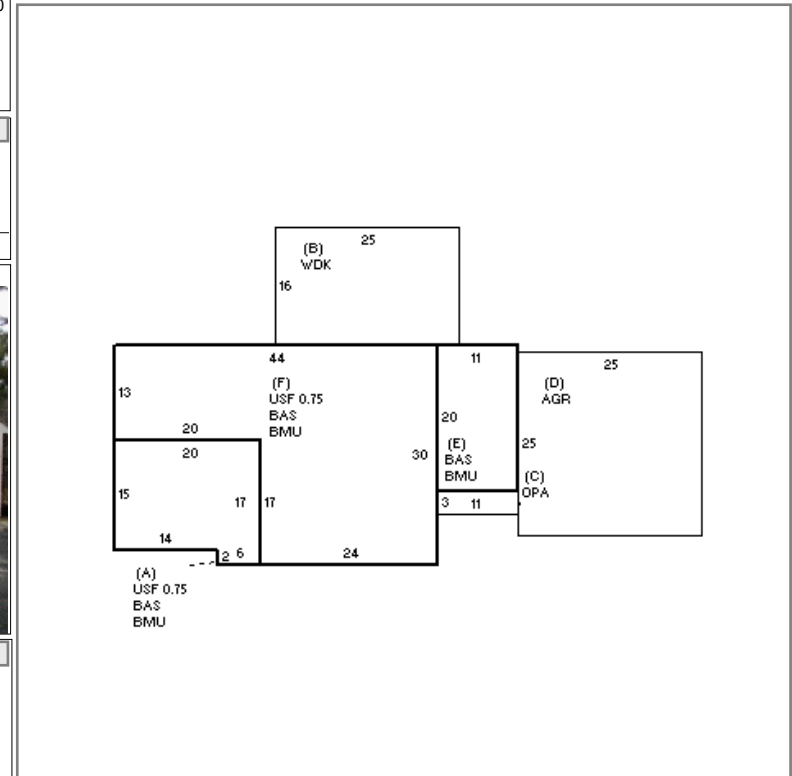 25
(B)
WDK
16
44
11
25
13
(F)
USF 0.75
BAS
BMU
(D)
AGR
20
20
20
30
(E)
BAS
BMU
25
(C)
OPA
15
17
17
3
11
14
2
6
24
(A)
USF 0.75
BAS
BMU